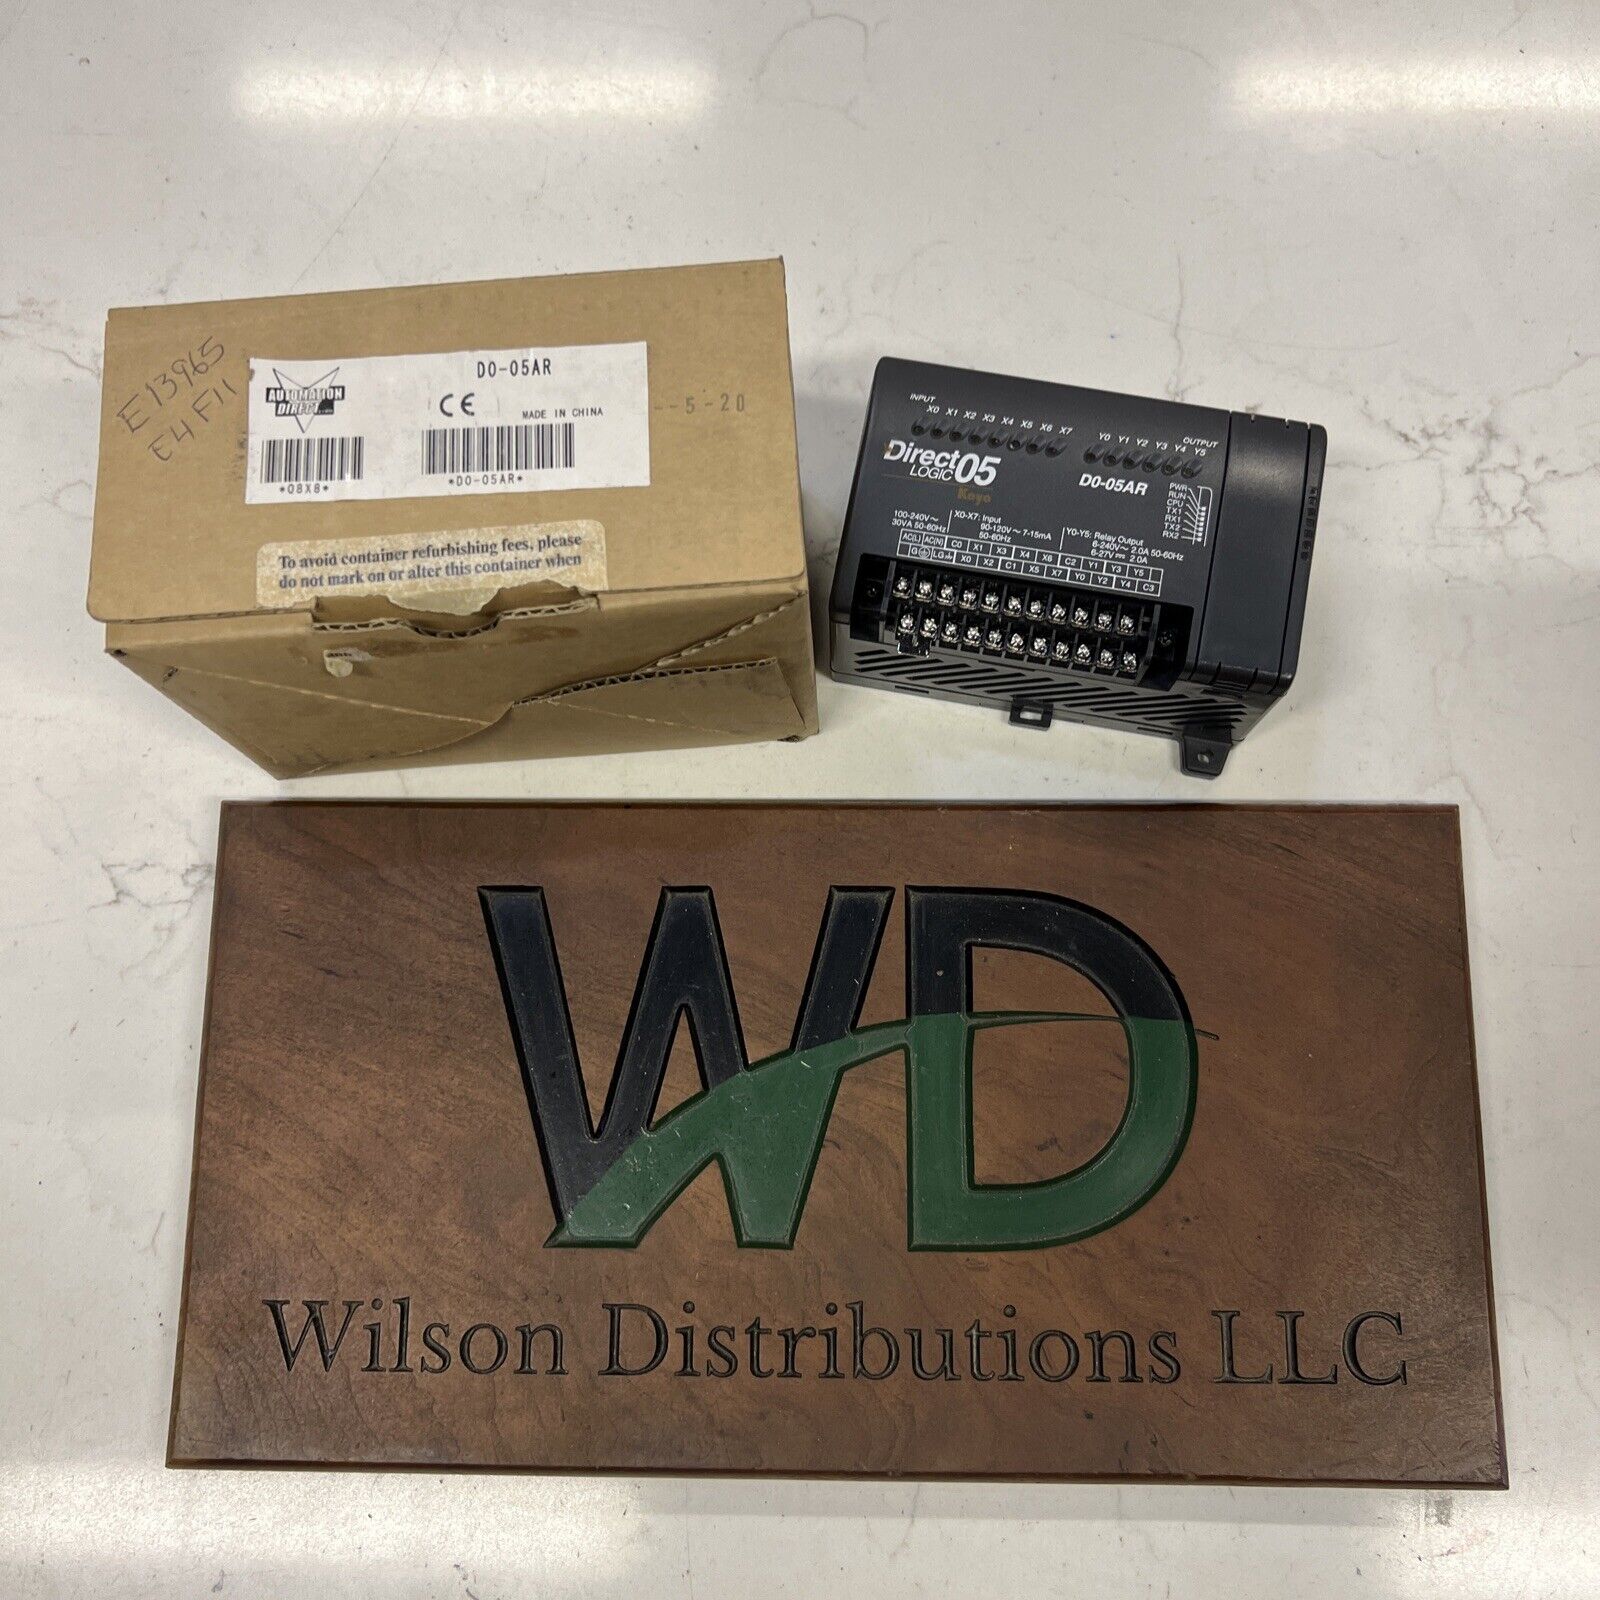 E13965
E4 F11
AUTOMATION
DIRECT
D0-05AR
CE
MADE IN CHINA
*08X8*
*D0-05AR*
--5-20
To avoid container refurbishing fees, please
do not mark on or alter this container when
INPUT
X0 X1 X2 X3 X4 X5 X6 X7
Y0 Y1 Y2 Y3 Y4 Y5
OUTPUT
Direct
LOGIC 05
Koyo
D0-05AR
PWR
RUN
CPU
TX1
RX1
TX2
RX2
100-240V~
30VA 50-60Hz
X0-X7: Input
90-120V~ 7-15mA
50-60Hz
Y0-Y5: Relay Output
6-240V~ 2.0A 50-60Hz
6-27V 2.0A
AC(L) AC(N) C0 X1 X3 X4 X6 C2 Y1 Y3 Y5
G LG X0 X2 C1 X5 X7 Y0 Y2 Y4 C3
WD
Wilson Distributions LLC